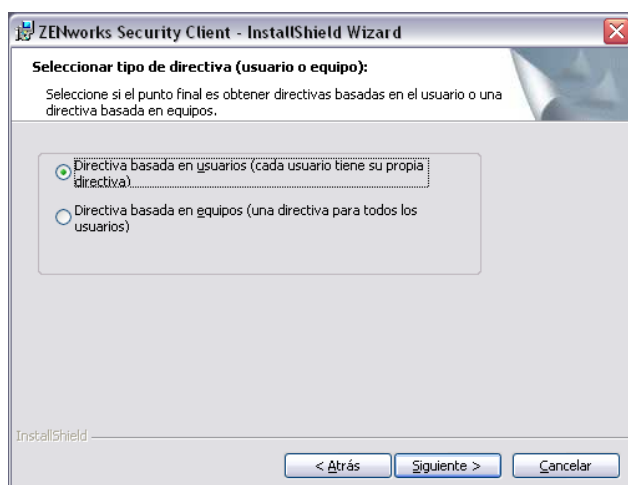 ZENworks Security Client - InstallShield Wizard
Seleccionar tipo de directiva (usuario o equipo):
Seleccione si el punto final es obtener directivas basadas en el usuario o una
directiva basada en equipos.
Directiva basada en usuarios (cada usuario tiene su propia
directiva)
Directiva basada en equipos (una directiva para todos los
usuarios)
InstallShield
< Atrás
Siguiente >
Cancelar